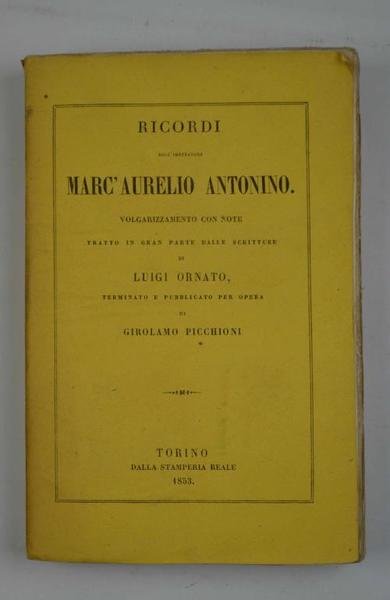 RICORDI
DELL'IMPERATORE
MARC'AURELIO ANTONINO.
VOLGARIZZAMENTO CON NOTE
TRATTO IN GRAN PARTE DALLE SCRITTURE
DI
LUIGI ORNATO,
TERMINATO E PUBBLICATO PER OPERA
DI
GIROLAMO PICCHIONI
TORINO
DALLA STAMPERIA REALE
1853.